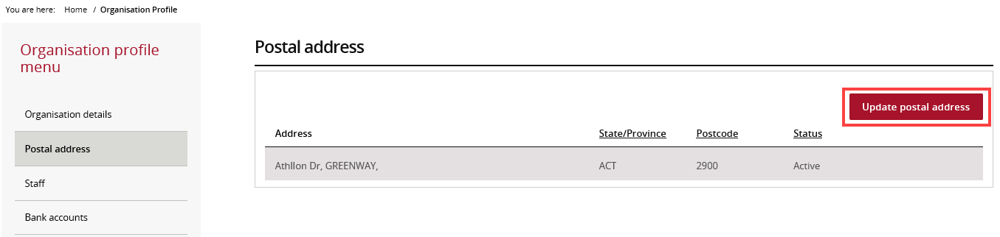 You are here: Home / Organisation Profile
Organisation profile
menu
Organisation details
Postal address
Staff
Bank accounts
Postal address
Update postal address
Address State/Province Postcode Status
Athllon Dr, GREENWAY, ACT 2900 Active